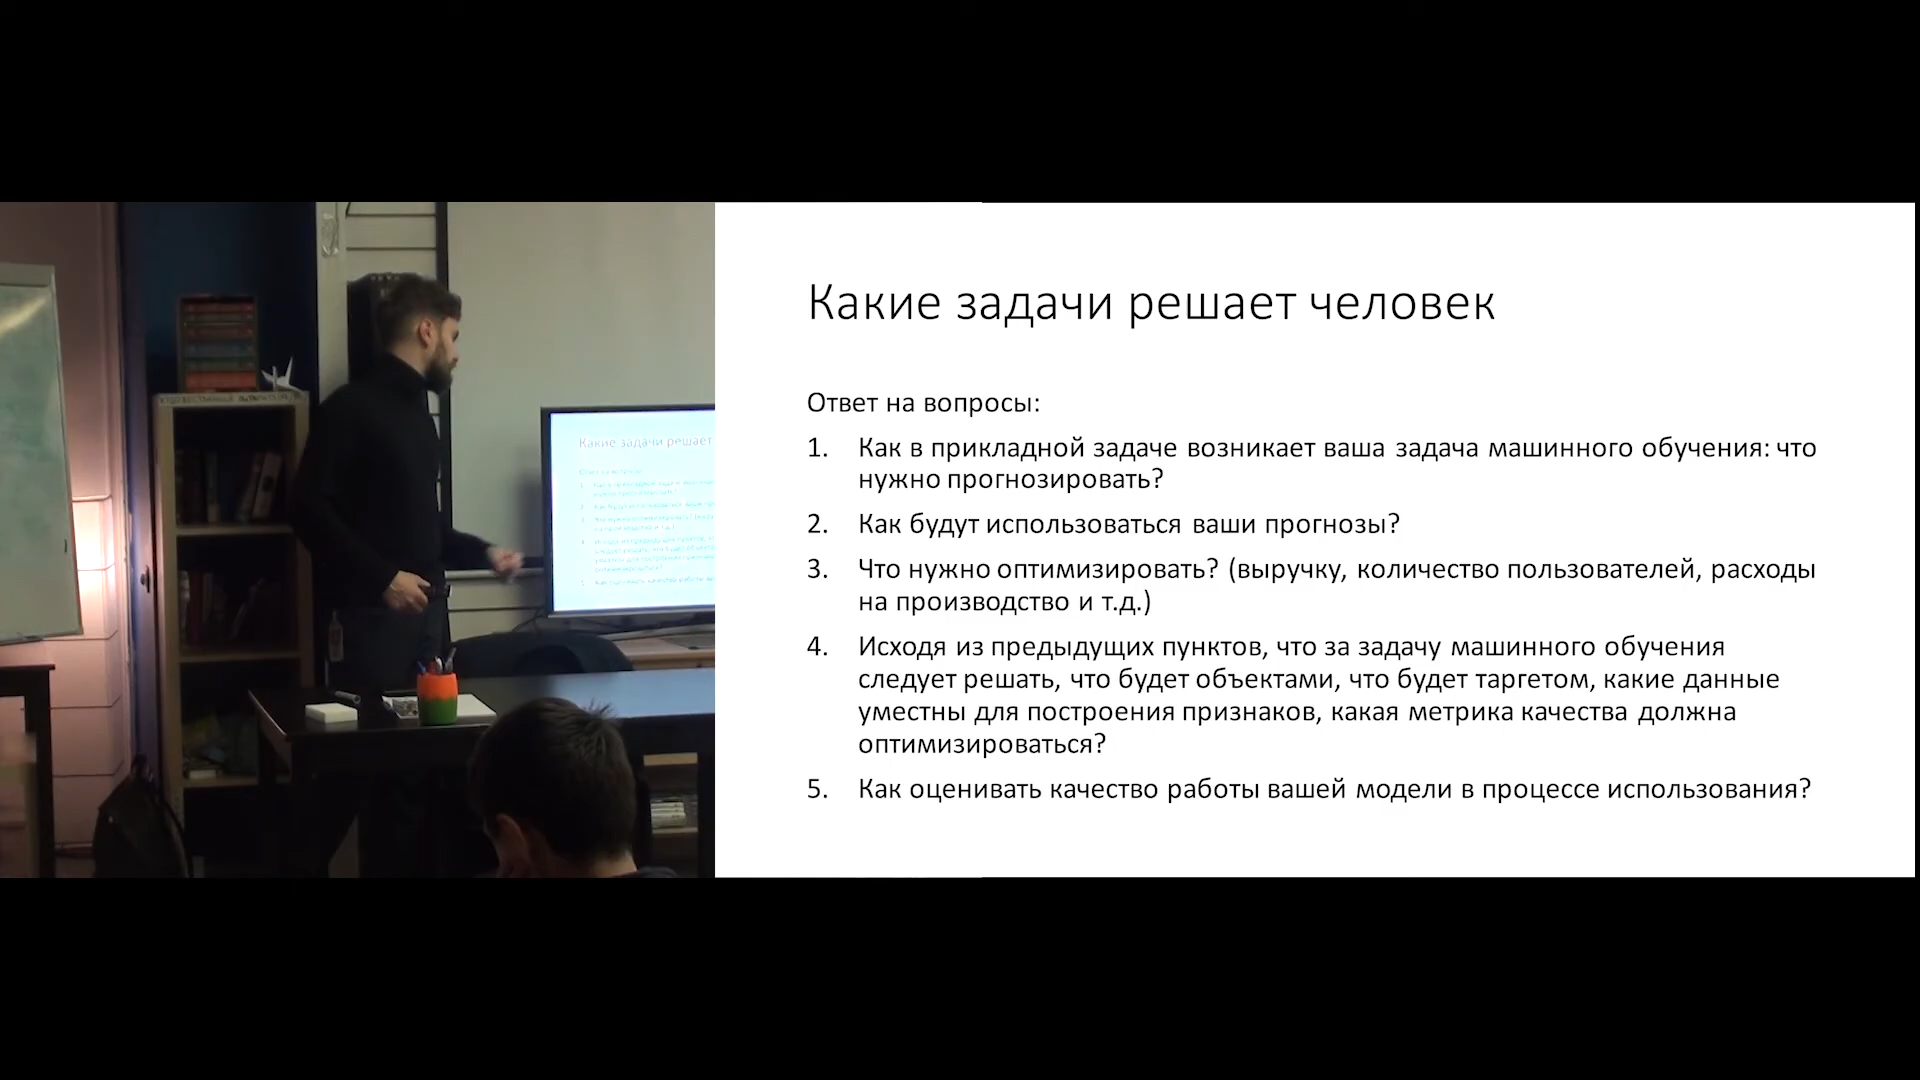 Какие задачи решает человек
Ответ на вопросы:
1. Как в прикладной задаче возникает ваша задача машинного обучения: что
нужно прогнозировать?
2. Как будут использоваться ваши прогнозы?
3. Что нужно оптимизировать? (выручку, количество пользователей, расходы
на производство и т.д.)
4. Исходя из предыдущих пунктов, что за задачу машинного обучения
следует решать, что будет объектами, что будет таргетом, какие данные
уместны для построения признаков, какая метрика качества должна
оптимизироваться?
5. Как оценивать качество работы вашей модели в процессе использования?
Какие задачи решает